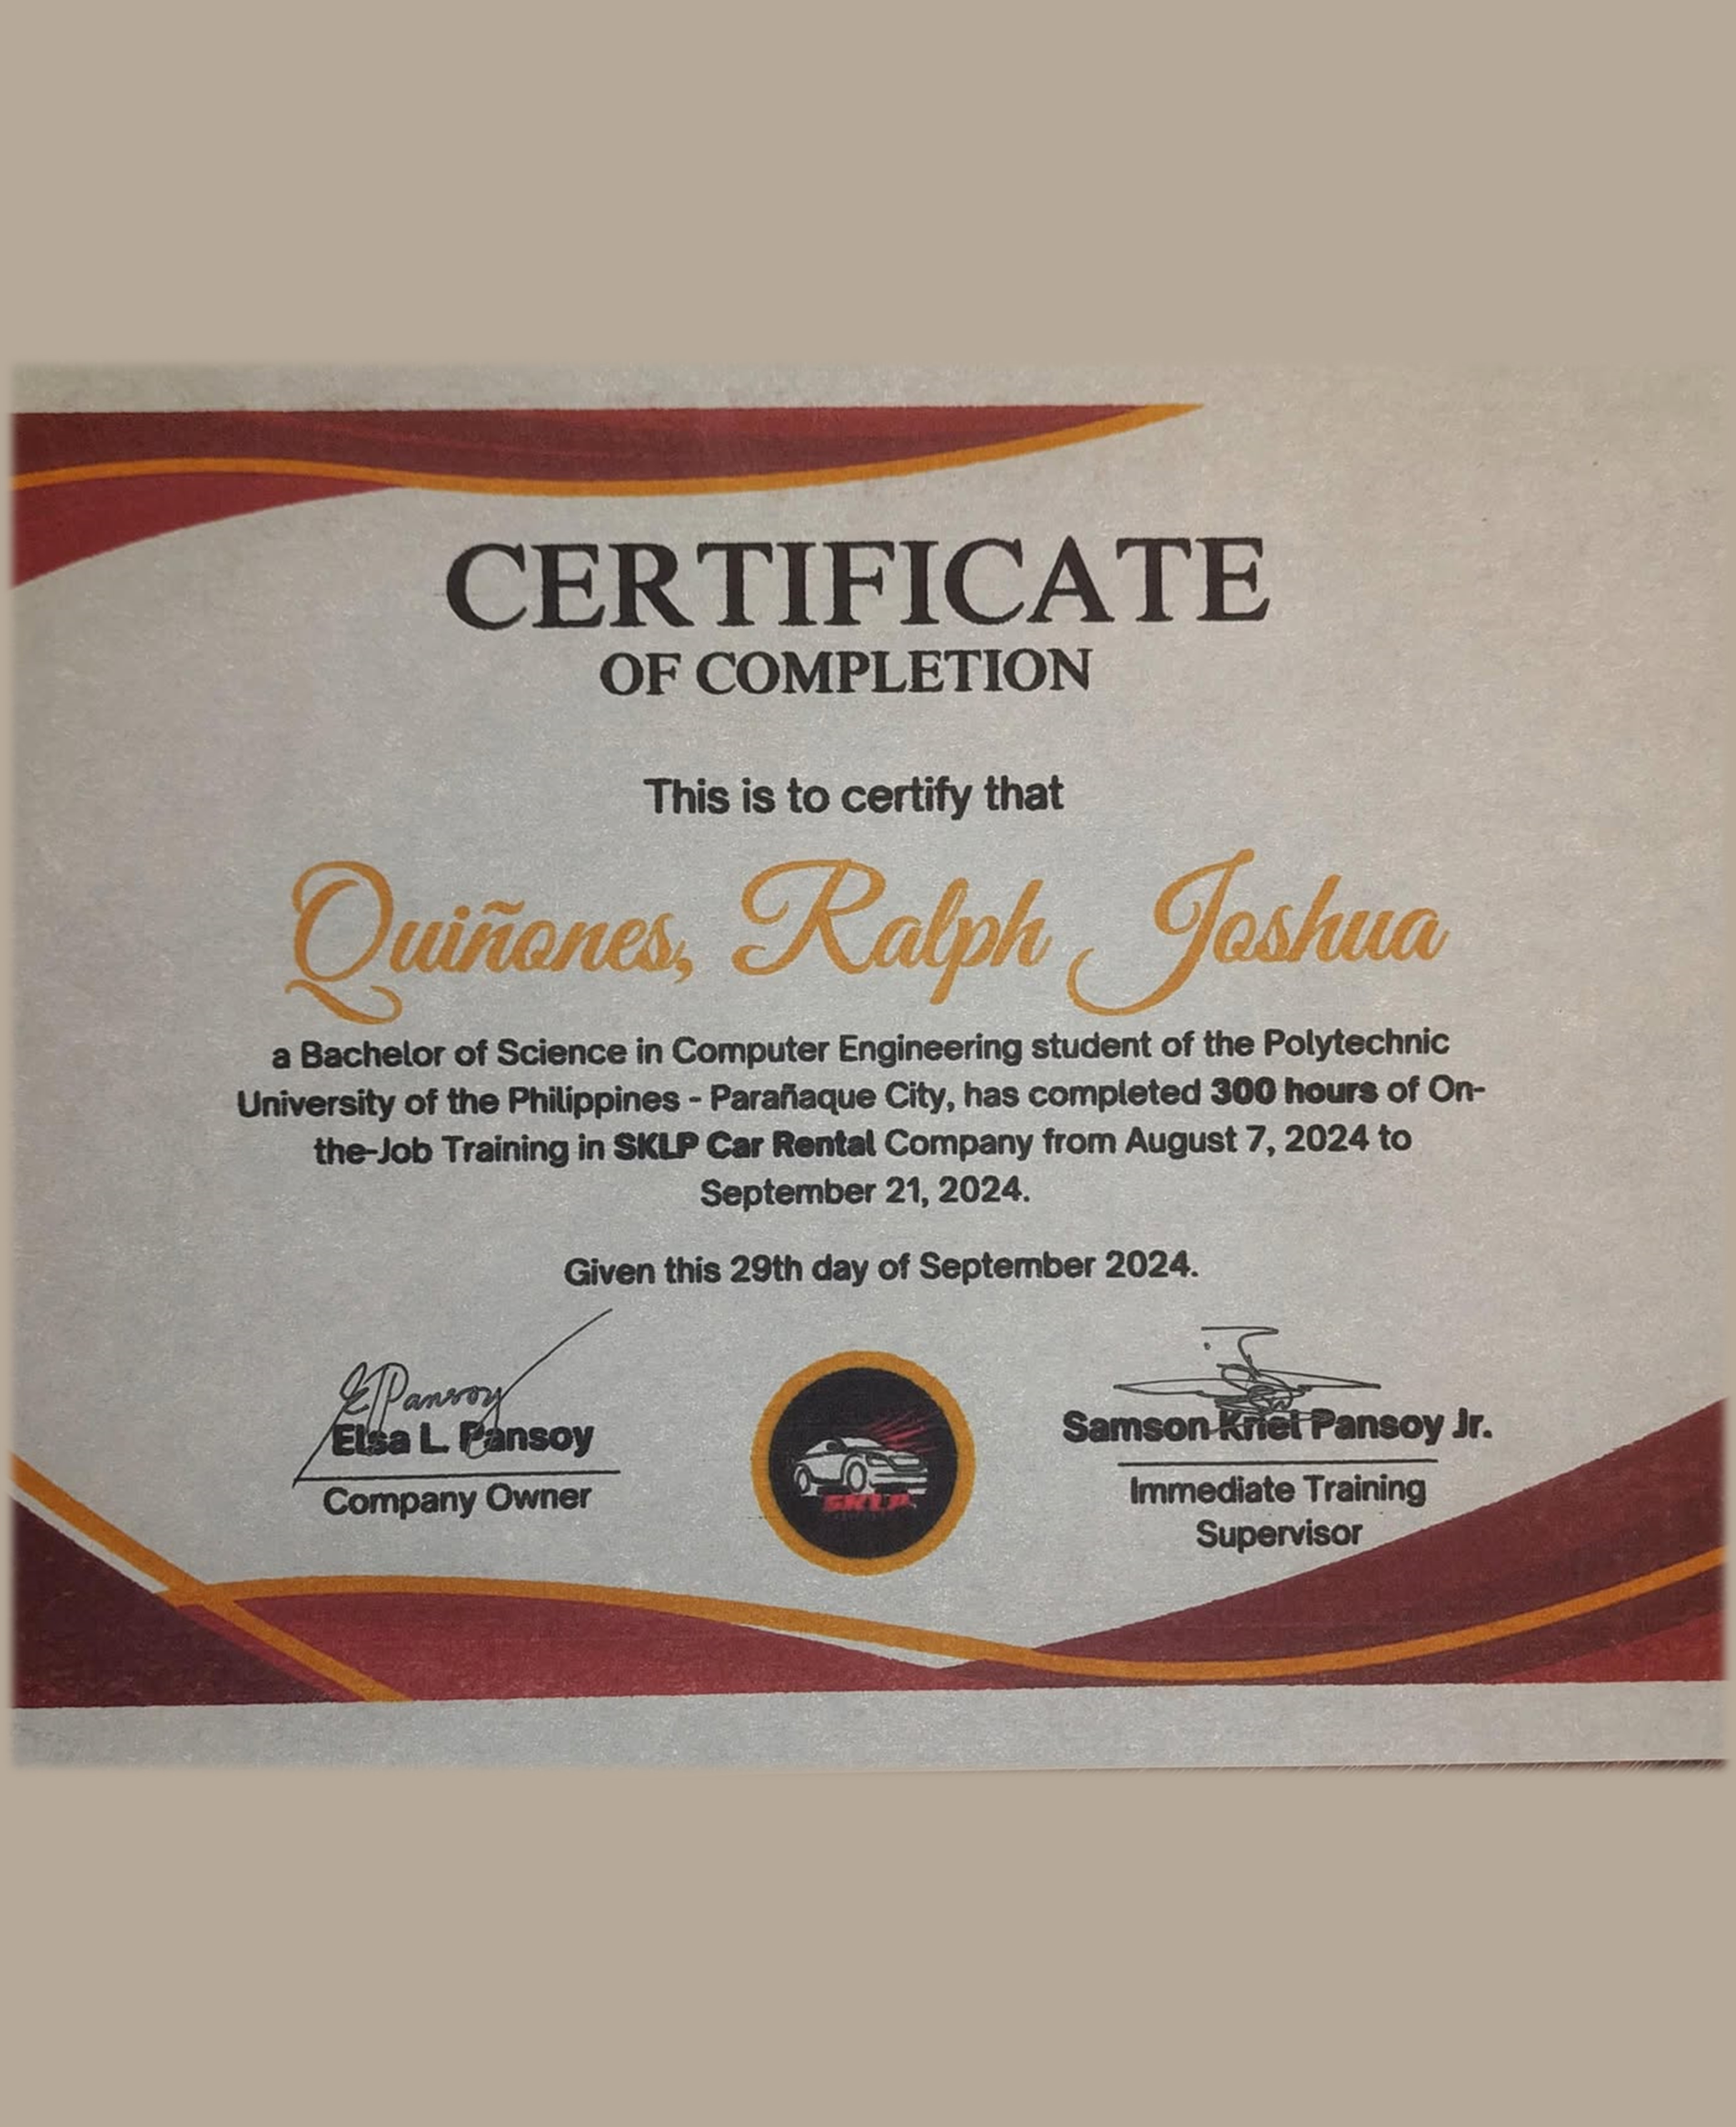 CERTIFICATE
OF COMPLETION
This is to certify that
Quiñones, Ralph Joshua
a Bachelor of Science in Computer Engineering student of the Polytechnic
University of the Philippines - Parañaque City, has completed 300 hours of On-
the-Job Training in SKLP Car Rental Company from August 7, 2024 to
September 21, 2024.
Given this 29th day of September 2024.
EPansoy
Elsa L. Pansoy
Company Owner
SKLP
Samson Kriel Pansoy Jr.
Immediate Training
Supervisor